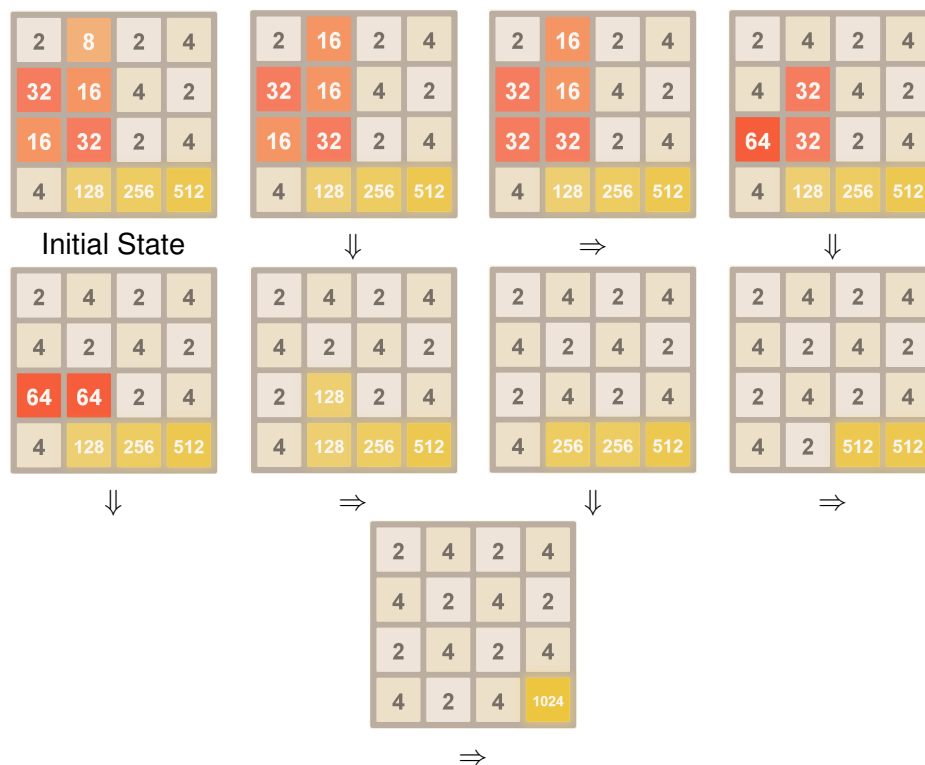 2 8 2 4 2 16 2 4 2 16 2 4 2 4 2 4
32 16 4 2 32 16 4 2 32 16 4 2 4 32 4 2
16 32 2 4 16 32 2 4 32 32 2 4 64 32 2 4
4 128 256 512 4 128 256 512 4 128 256 512 4 128 256 512
Initial State ⇓ ⇒ ⇓
2 4 2 4 2 4 2 4 2 4 2 4 2 4 2 4
4 2 4 2 4 2 4 2 4 2 4 2 4 2 4 2
64 64 2 4 2 128 2 4 2 4 2 4 2 4 2 4
4 128 256 512 4 128 256 512 4 256 256 512 4 2 512 512
⇓ ⇒ ⇓ ⇒
2 4 2 4
4 2 4 2
2 4 2 4
4 2 4 1024
⇒